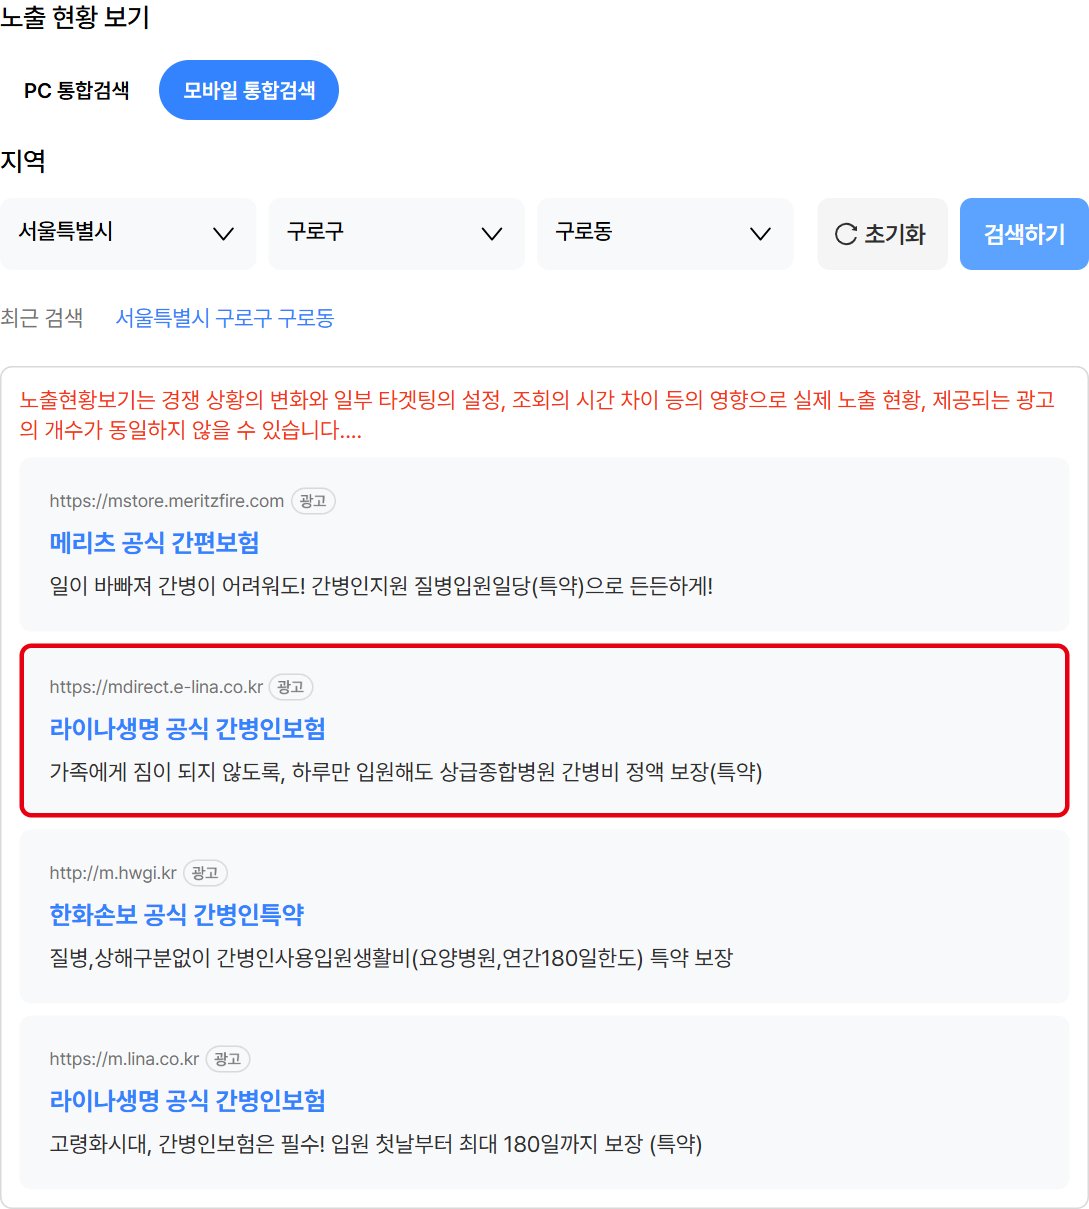 노출 현황 보기
PC 통합검색 모바일 통합검색
지역
서울특별시 구로구 구로동 초기화 검색하기
최근 검색 서울특별시 구로구 구로동
노출현황보기는 경쟁 상황의 변화와 일부 타겟팅의 설정, 조회의 시간 차이 등의 영향으로 실제 노출 현황, 제공되는 광고
의 개수가 동일하지 않을 수 있습니다....
https://mstore.meritzfire.com 광고
메리츠 공식 간편보험
일이 바빠져 간병이 어려워도! 간병인지원 질병입원일당(특약)으로 든든하게!
https://mdirect.e-lina.co.kr 광고
라이나생명 공식 간병인보험
가족에게 짐이 되지 않도록, 하루만 입원해도 상급종합병원 간병비 정액 보장(특약)
http://m.hwgi.kr 광고
한화손보 공식 간병인특약
질병,상해구분없이 간병인사용입원생활비(요양병원,연간180일한도) 특약 보장
https://m.lina.co.kr 광고
라이나생명 공식 간병인보험
고령화시대, 간병인보험은 필수! 입원 첫날부터 최대 180일까지 보장 (특약)